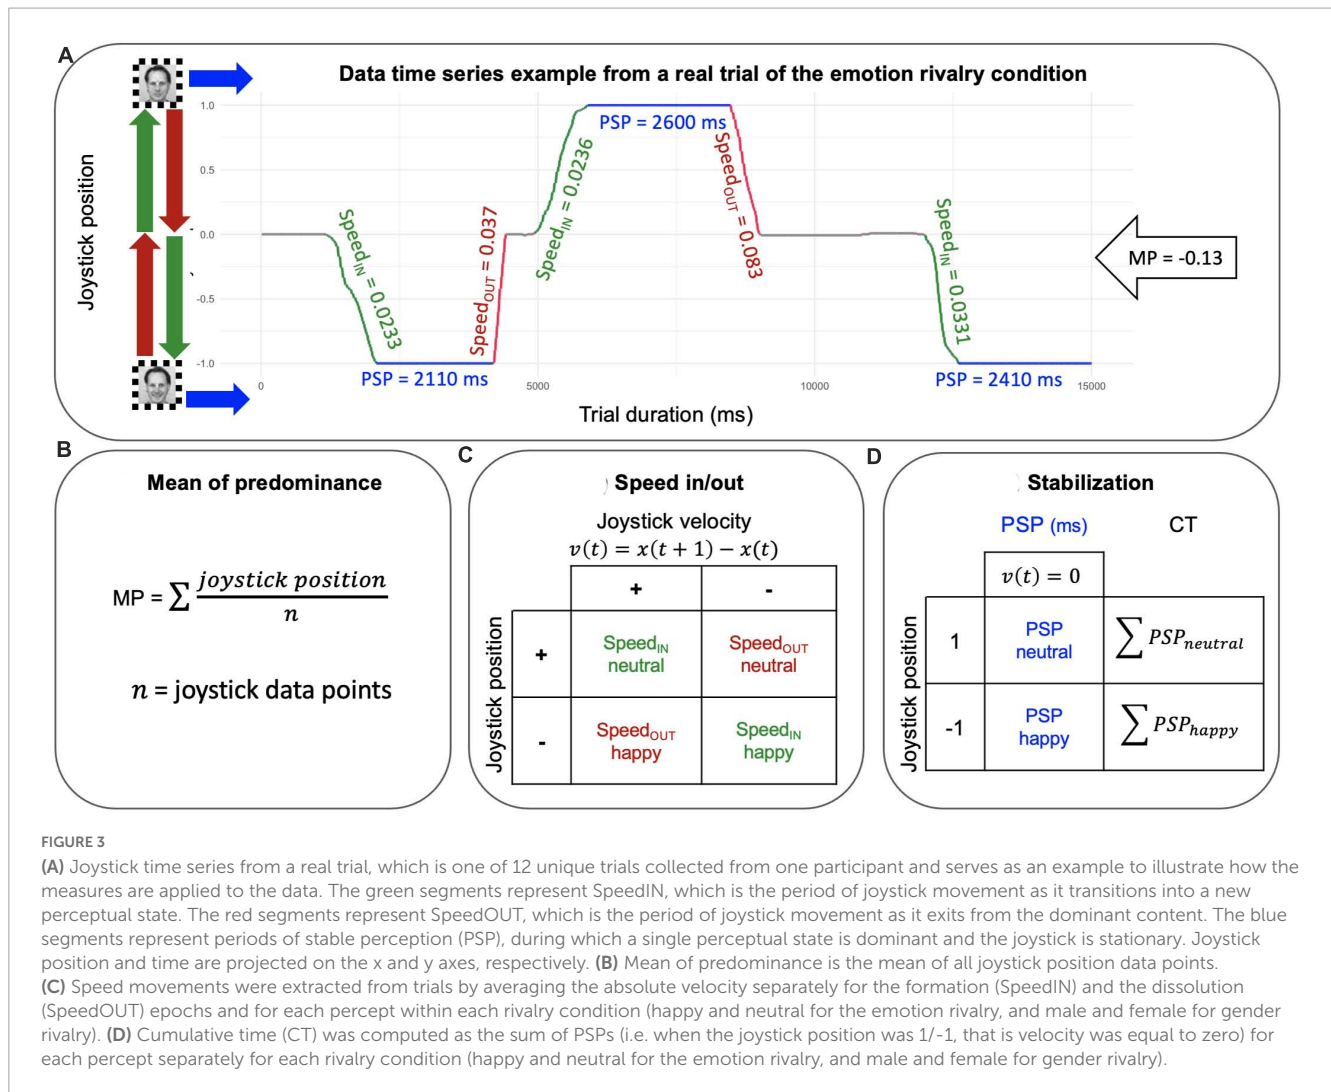 A
Data time series example from a real trial of the emotion rivalry condition
Joystick position
1.0
0.5
0.0
-0.5
-1.0
SpeedIN = 0.0233
PSP = 2110 ms
SpeedOUT = 0.037
SpeedIN = 0.0236
PSP = 2600 ms
SpeedOUT = 0.083
SpeedIN = 0.0331
PSP = 2410 ms
MP = -0.13
0
5000
10000
15000
Trial duration (ms)
B
Mean of predominance
MP = ∑ joystick position / n
n = joystick data points
C
) Speed in/out
Joystick velocity
v(t) = x(t + 1) − x(t)
+ -
Joystick position
+
SpeedIN neutral
SpeedOUT neutral
-
SpeedOUT happy
SpeedIN happy
D
Stabilization
PSP (ms) CT
v(t) = 0
Joystick position
1
PSP neutral
∑ PSPneutral
-1
PSP happy
∑ PSPhappy
FIGURE 3
(A) Joystick time series from a real trial, which is one of 12 unique trials collected from one participant and serves as an example to illustrate how the
measures are applied to the data. The green segments represent SpeedIN, which is the period of joystick movement as it transitions into a new
perceptual state. The red segments represent SpeedOUT, which is the period of joystick movement as it exits from the dominant content. The blue
segments represent periods of stable perception (PSP), during which a single perceptual state is dominant and the joystick is stationary. Joystick
position and time are projected on the x and y axes, respectively. (B) Mean of predominance is the mean of all joystick position data points.
(C) Speed movements were extracted from trials by averaging the absolute velocity separately for the formation (SpeedIN) and the dissolution
(SpeedOUT) epochs and for each percept within each rivalry condition (happy and neutral for the emotion rivalry, and male and female for gender
rivalry). (D) Cumulative time (CT) was computed as the sum of PSPs (i.e. when the joystick position was 1/-1, that is velocity was equal to zero) for
each percept separately for each rivalry condition (happy and neutral for the emotion rivalry, and male and female for gender rivalry).